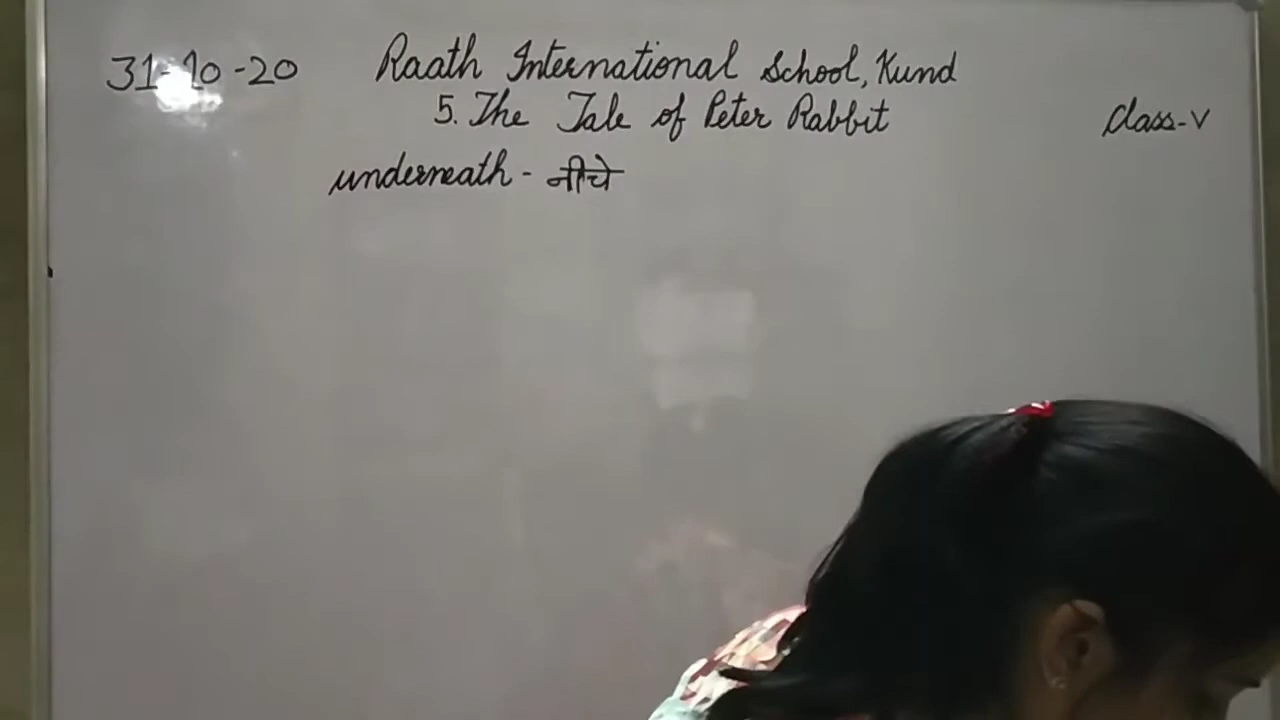 31-10-20 Raath International School, Kund
5. The Tale of Peter Rabbit Class-V
underneath - नीचे